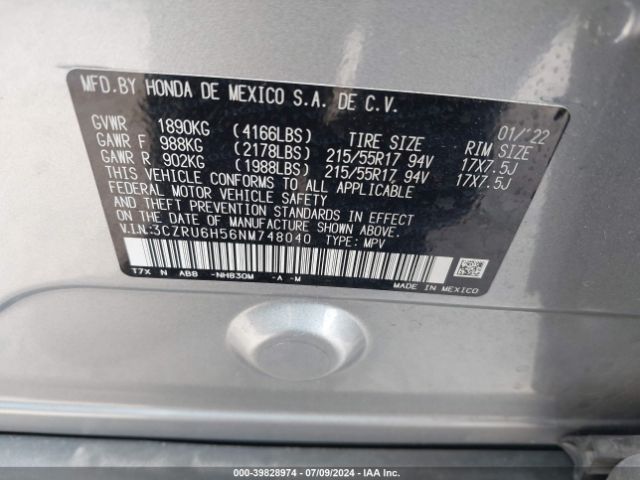 MFD.BY HONDA DE MEXICO S.A. DE C.V.
01/'22
GVWR 1890KG (4166LBS) TIRE SIZE RIM SIZE
GAWR F 988KG (2178LBS) 215/55R17 94V 17X7.5J
GAWR R 902KG (1988LBS) 215/55R17 94V 17X7.5J
THIS VEHICLE CONFORMS TO ALL APPLICABLE
FEDERAL MOTOR VEHICLE SAFETY
AND THEFT PREVENTION STANDARDS IN EFFECT ON
THE DATE OF MANUFACTURE SHOWN ABOVE.
V.I.N:3CZRU6H56NM748040 TYPE: MPV
T7X N AB8 -NH830M -A -M
MADE IN MEXICO
000-39828974 | 07/09/2024 | IAAI.COM